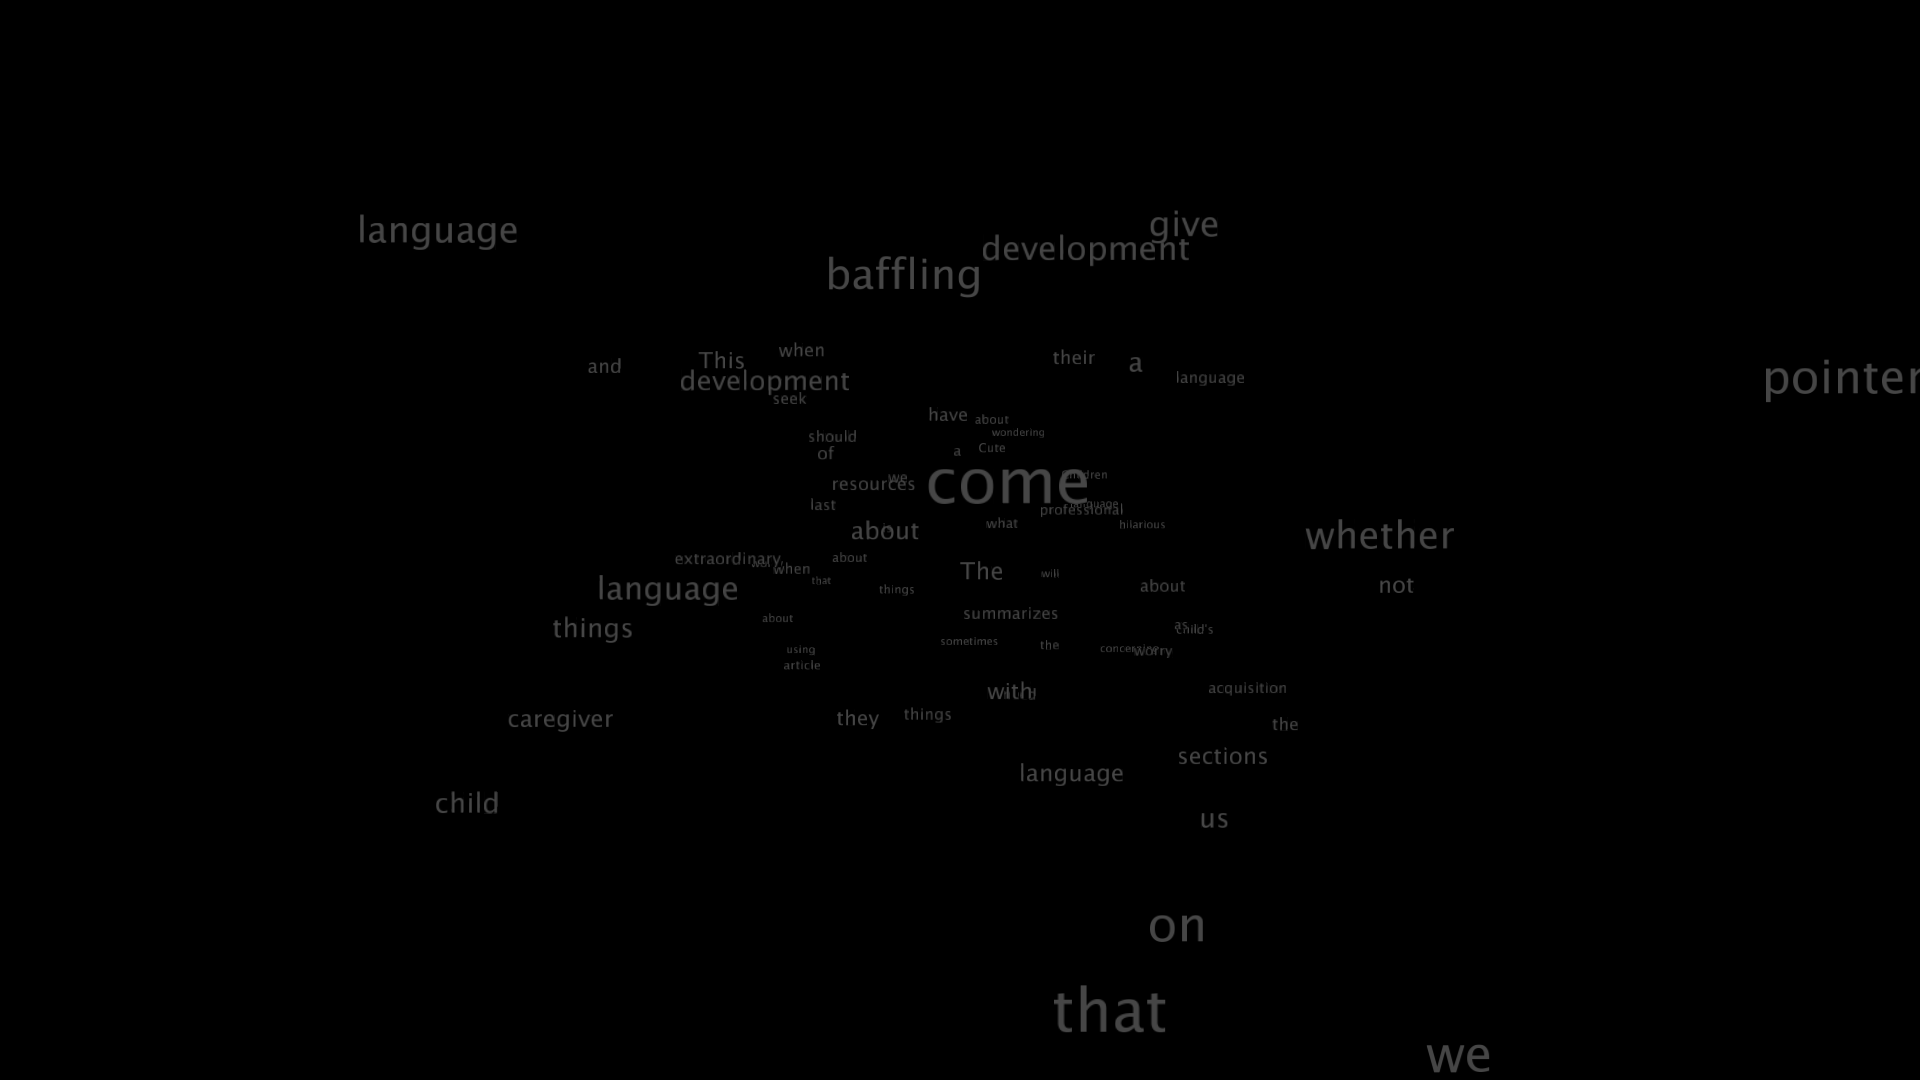 give
language
development
baffling
when
their
This
a
and
language
pointer
development
seek
have
about
wondering
should
Cute
a
of
we
resources
come
last
professional
what
hilarious
about
whether
extraordinary,
about
when
The
will
that
language
things
about
not
summarizes
about
things
child's
as
sometimes
the
using
worry
article
acquisition
with
things
they
caregiver
the
sections
language
child
us
on
that
we